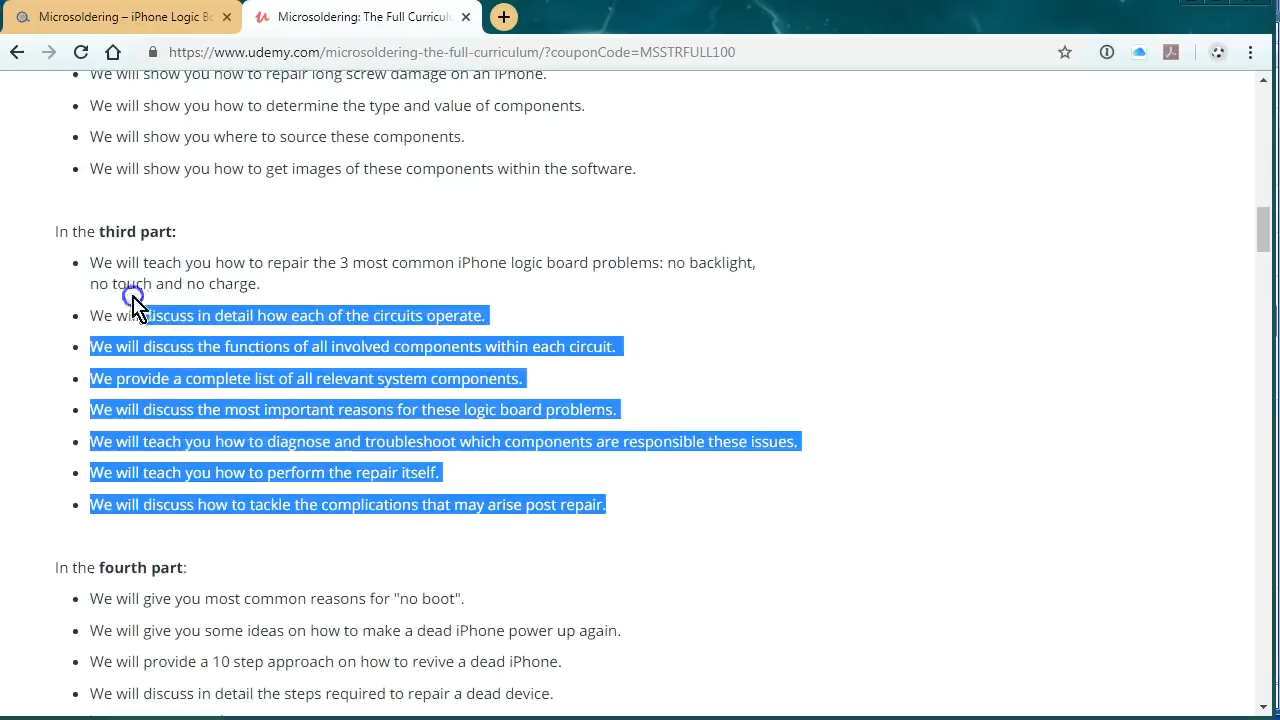 Microsoldering – iPhone Logic Bo
Microsoldering: The Full Curricul
https://www.udemy.com/microsoldering-the-full-curriculum/?couponCode=MSSTRFULL100
We will show you how to repair long screw damage on an iPhone.
We will show you how to determine the type and value of components.
We will show you where to source these components.
We will show you how to get images of these components within the software.
In the third part:
We will teach you how to repair the 3 most common iPhone logic board problems: no backlight,
no touch and no charge.
We will discuss in detail how each of the circuits operate.
We will discuss the functions of all involved components within each circuit.
We provide a complete list of all relevant system components.
We will discuss the most important reasons for these logic board problems.
We will teach you how to diagnose and troubleshoot which components are responsible these issues.
We will teach you how to perform the repair itself.
We will discuss how to tackle the complications that may arise post repair.
In the fourth part:
We will give you most common reasons for "no boot".
We will give you some ideas on how to make a dead iPhone power up again.
We will provide a 10 step approach on how to revive a dead iPhone.
We will discuss in detail the steps required to repair a dead device.